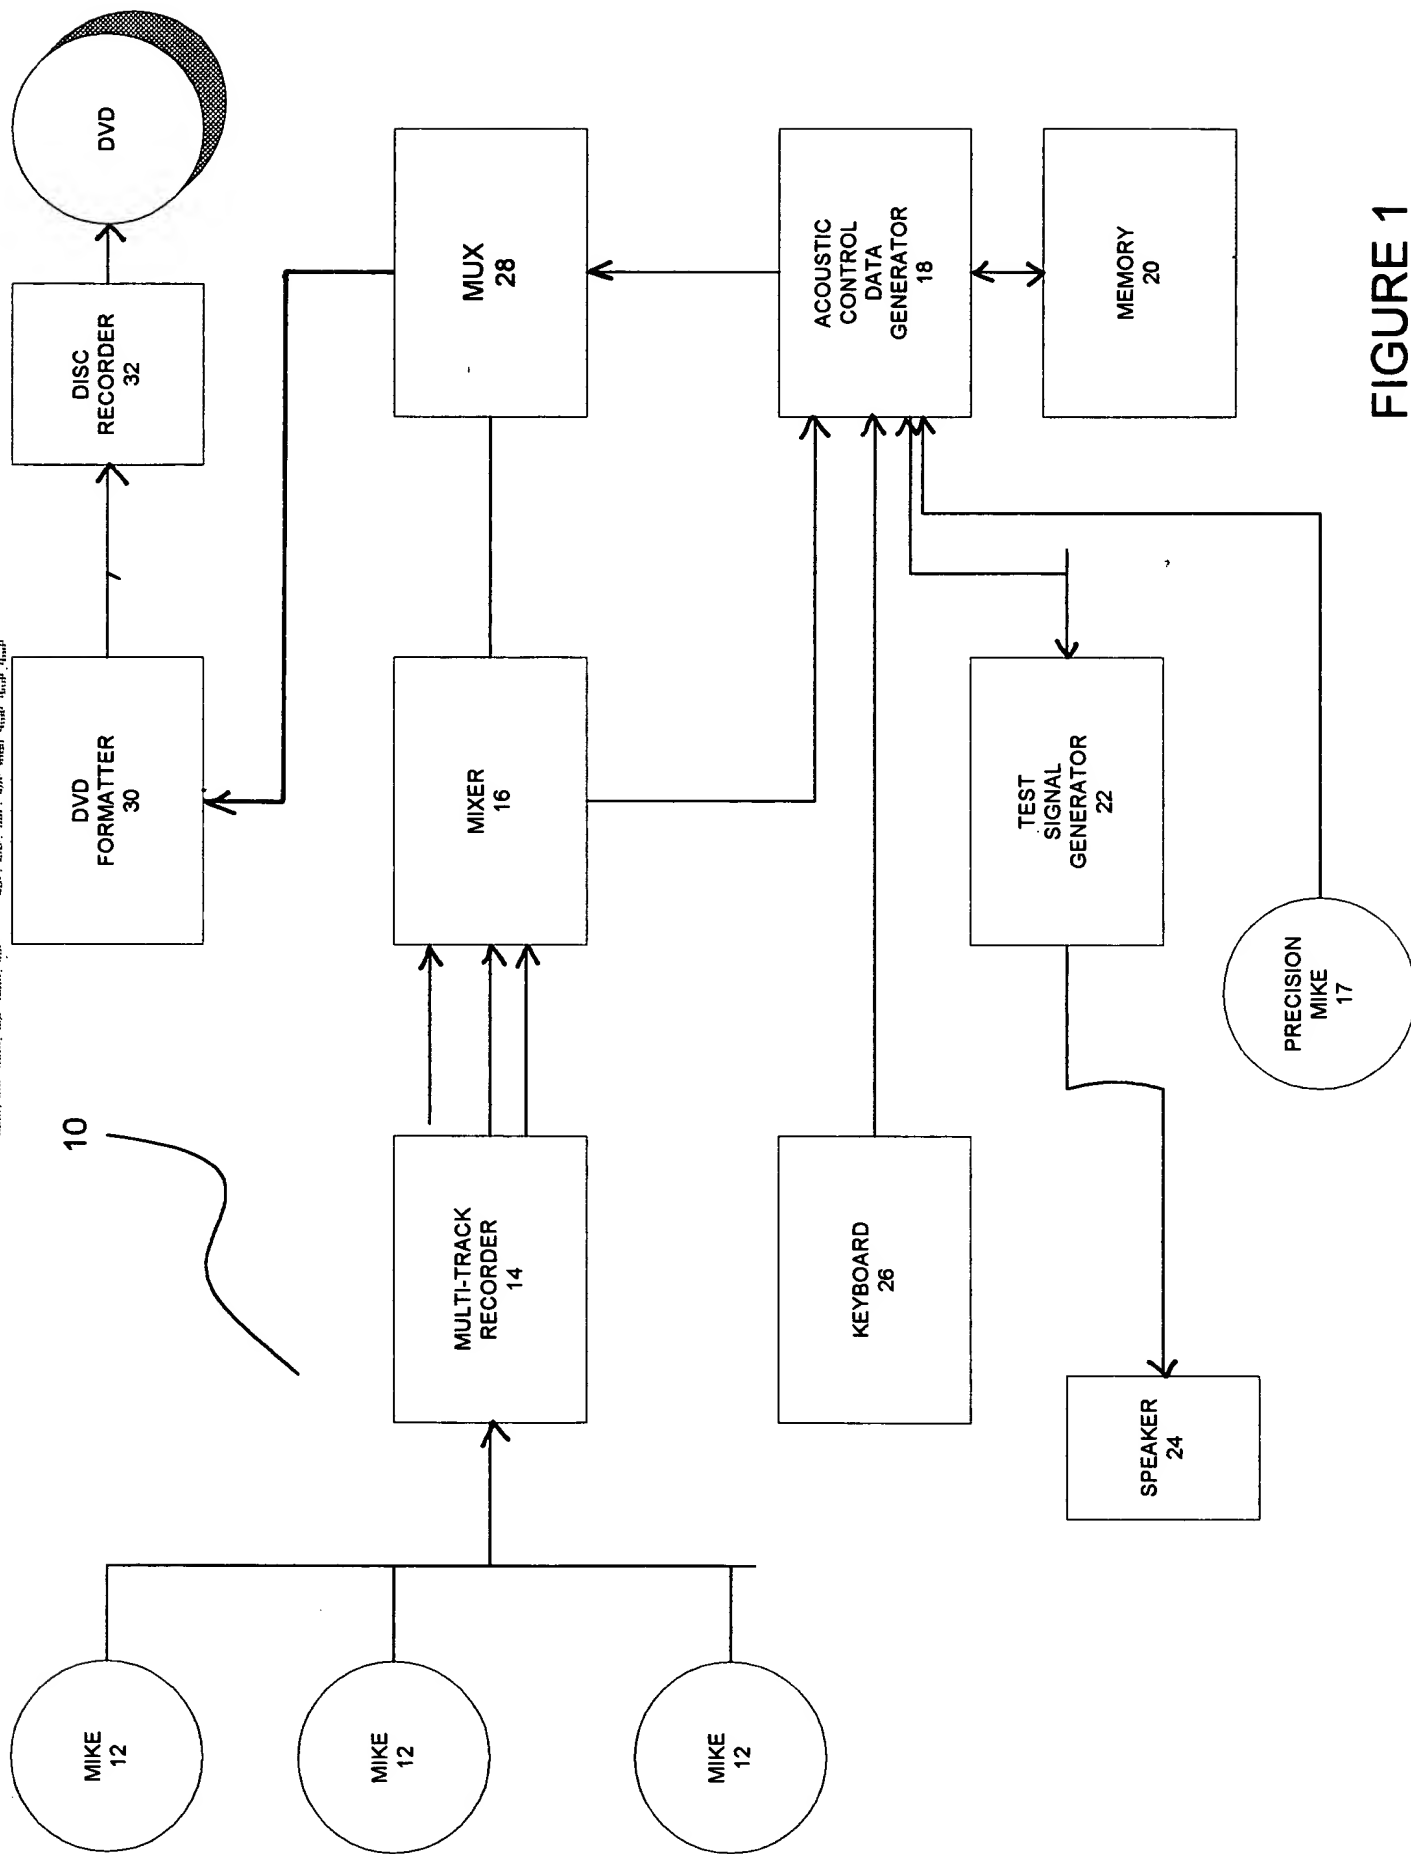 DVD
DISC
RECORDER
32
DVD
FORMATTER
30
10
MUX
28
MIXER
16
MULTI-TRACK
RECORDER
14
MIKE
12
MIKE
12
MIKE
12
ACOUSTIC
CONTROL
DATA
GENERATOR
18
KEYBOARD
26
MEMORY
20
TEST
SIGNAL
GENERATOR
22
SPEAKER
24
PRECISION
MIKE
17
FIGURE 1